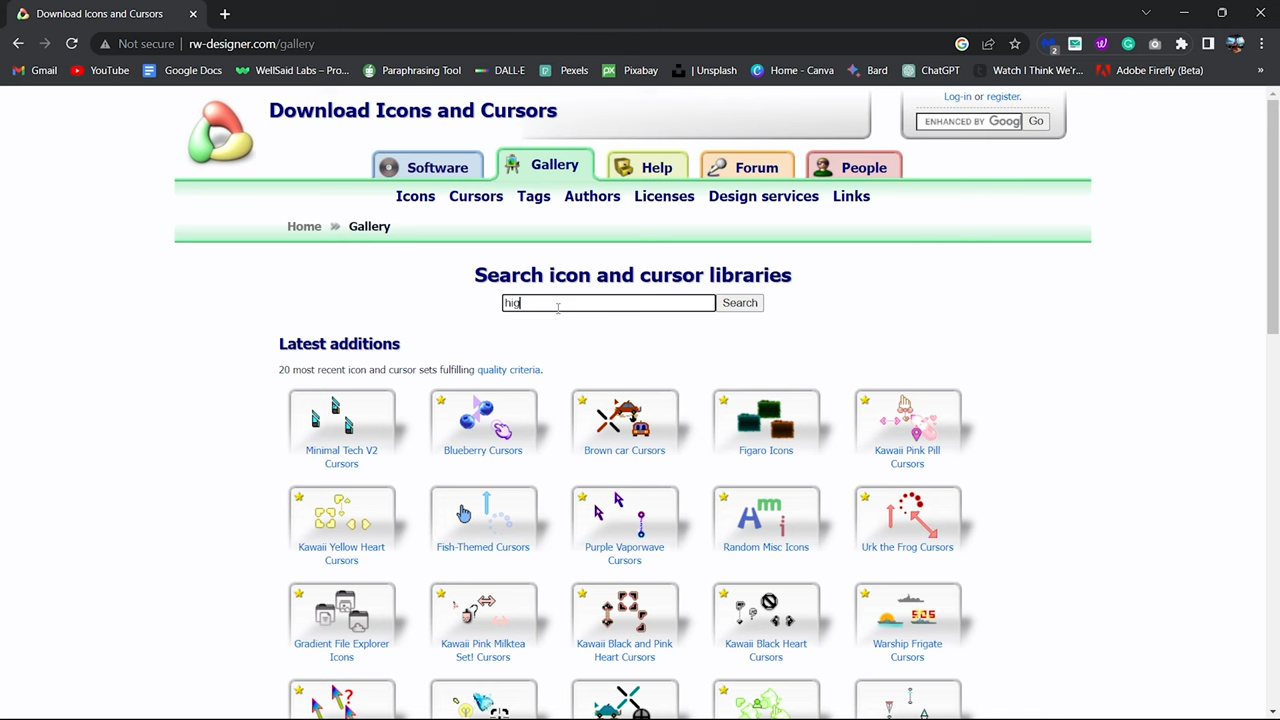 Download Icons and Cursors
Not secure rw-designer.com/gallery
2
Gmail YouTube Google Docs WellSaid Labs – Pro... Paraphrasing Tool DALL·E Pexels Pixabay | Unsplash Home - Canva Bard ChatGPT Watch I Think We'r... Adobe Firefly (Beta) »
Download Icons and Cursors
Log-in or register.
ENHANCED BY Goog Go
Software Gallery Help Forum People
Icons Cursors Tags Authors Licenses Design services Links
Home Gallery
Search icon and cursor libraries
hig Search
Latest additions
20 most recent icon and cursor sets fulfilling quality criteria.
Minimal Tech V2 Cursors
Blueberry Cursors
Brown car Cursors
Figaro Icons
Kawaii Pink Pill Cursors
Kawaii Yellow Heart Cursors
Fish-Themed Cursors
Purple Vaporwave Cursors
Ami
Random Misc Icons
Urk the Frog Cursors
Gradient File Explorer Icons
Kawaii Pink Milktea Set! Cursors
Kawaii Black and Pink Heart Cursors
Kawaii Black Heart Cursors
SOS
Warship Frigate Cursors
?